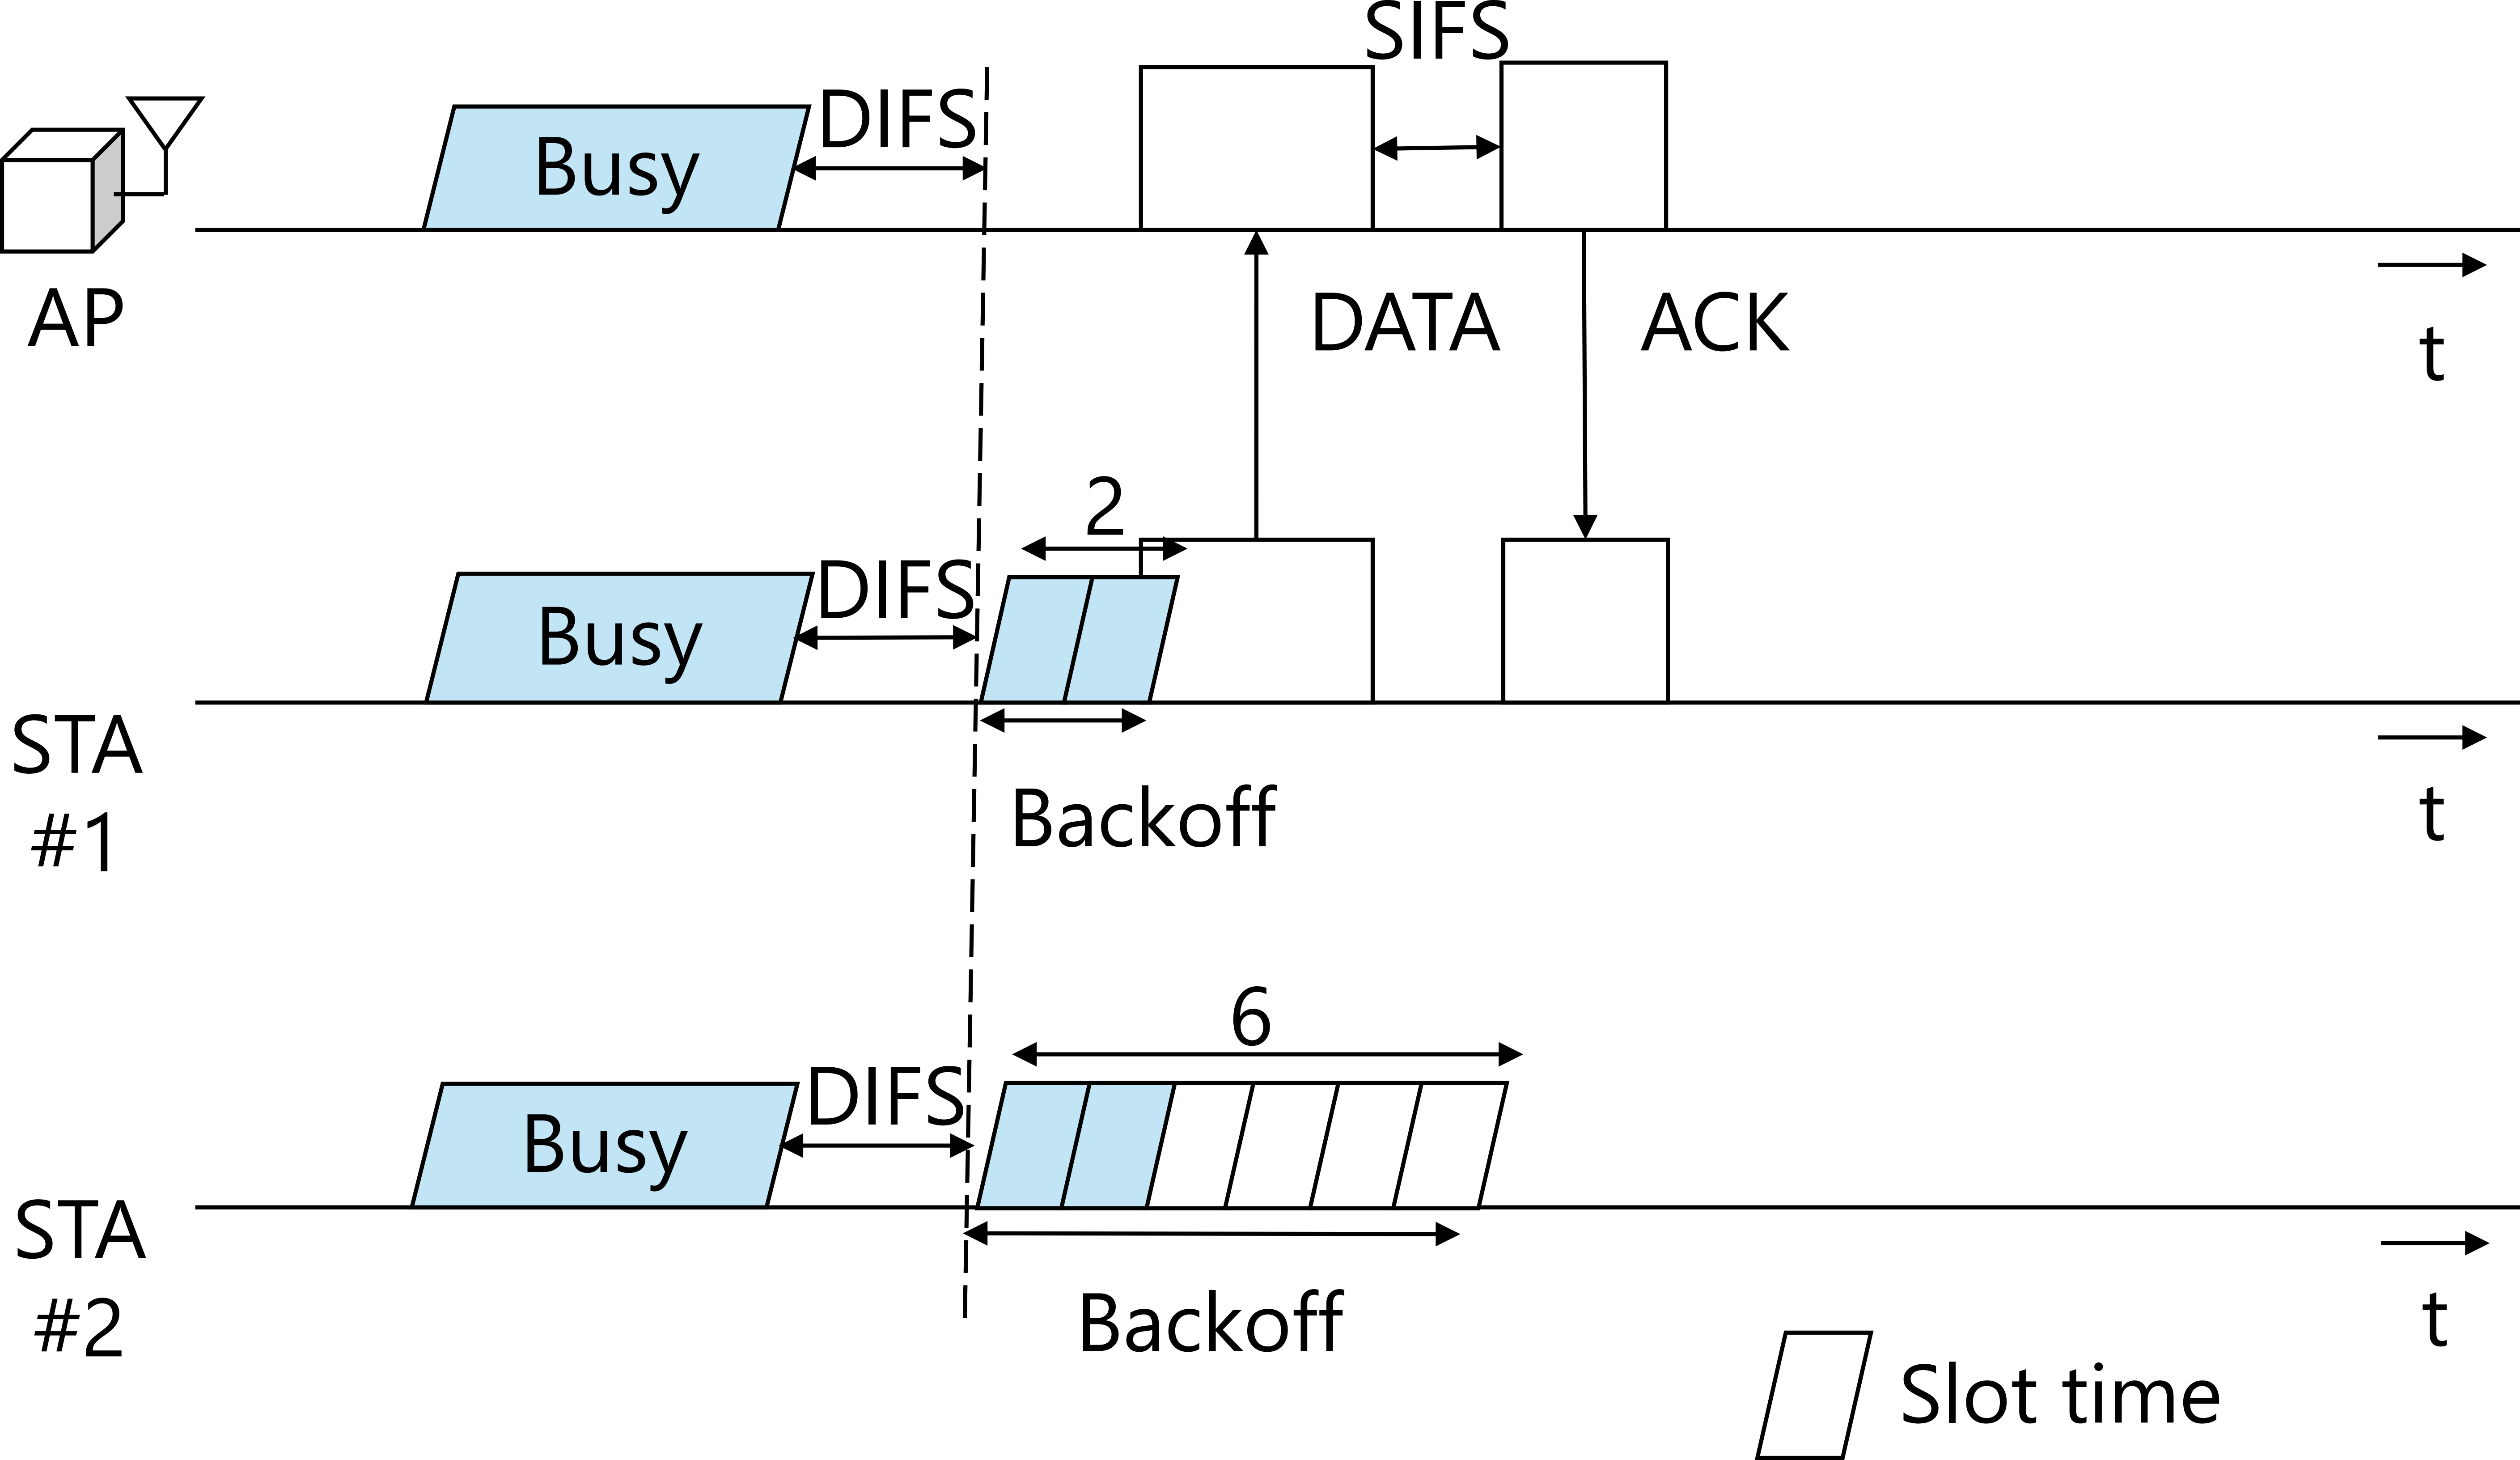 SIFS
DIFS
Busy
AP
DATA
ACK
t
2
DIFS
Busy
STA
#1
Backoff
t
6
DIFS
Busy
STA
#2
Backoff
t
Slot time